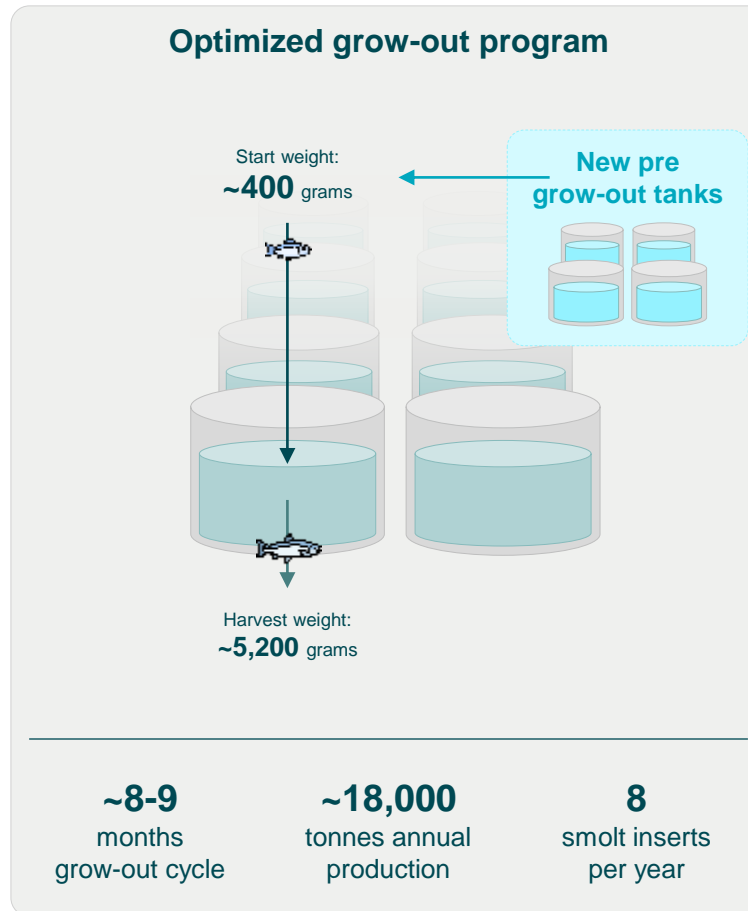 Optimized grow-out program
Start weight:
~400 grams
New pre
grow-out tanks
Harvest weight:
~5,200 grams
~8-9
months
grow-out cycle
~18,000
tonnes annual
production
8
smolt inserts
per year